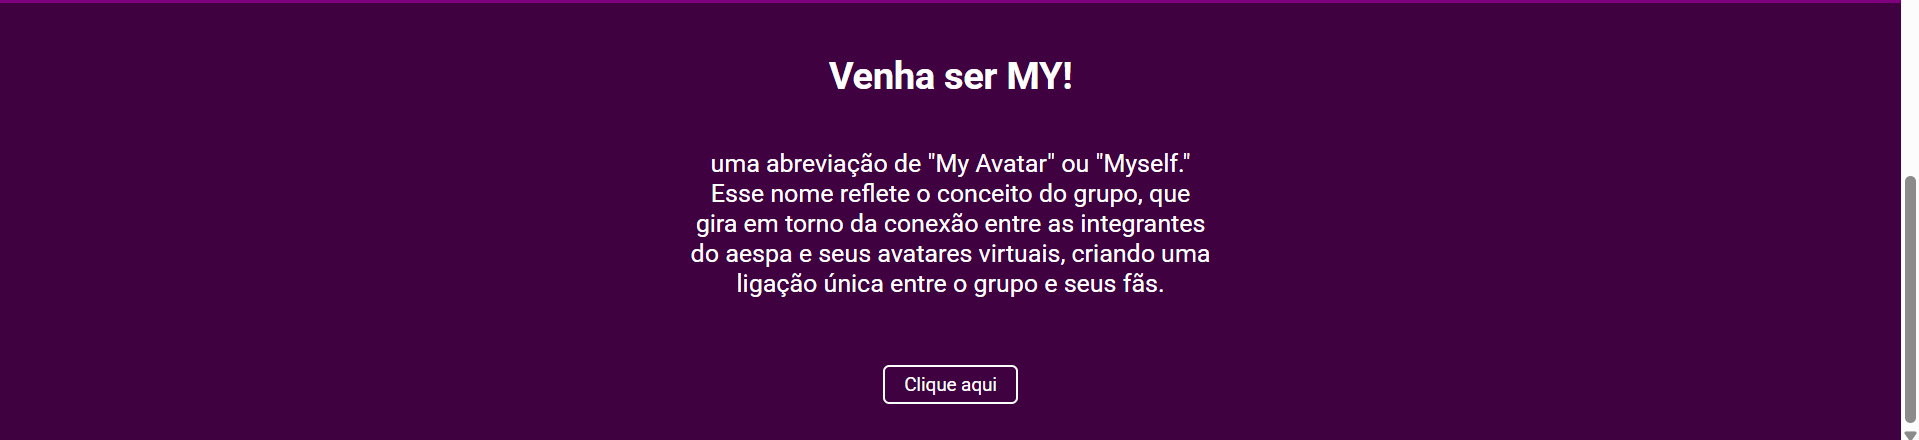 Venha ser MY!
uma abreviação de "My Avatar" ou "Myself."
Esse nome reflete o conceito do grupo, que
gira em torno da conexão entre as integrantes
do aespa e seus avatares virtuais, criando uma
ligação única entre o grupo e seus fãs.
Clique aqui